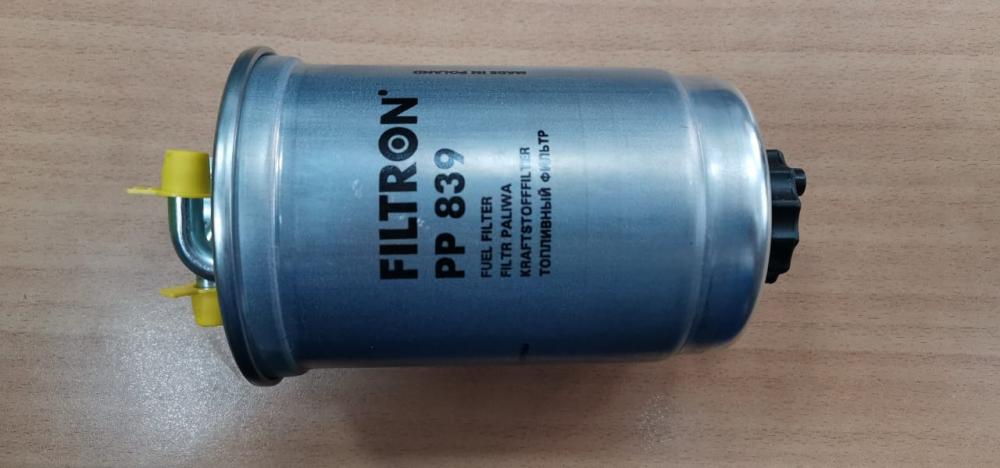 FILTRON
PP 839
FUEL FILTER
FILTR PALIWA
KRAFTSTOFFFILTER
ТОПЛИВНЫЙ ФИЛЬТР
MADE IN POLAND